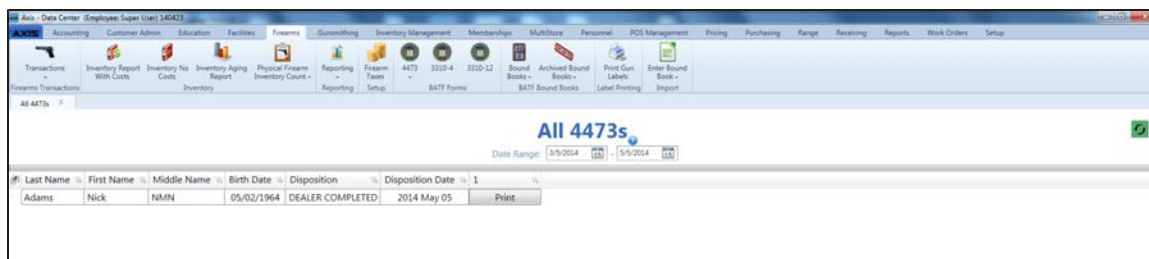 Axis - Data Center (Employee: Super User) 140423
AXIS Accounting Customer Admin Education Facilities Firearms Gunsmithing Inventory Management Memberships MultiStore Personnel POS Management Pricing Purchasing Range Receiving Reports Work Orders Setup
Transactions Inventory Report Inventory No Inventory Aging Physical Firearm Reporting Firearm 4473 3310-4 3310-12 Bound Archived Bound Print Gun Enter Bound
With Costs Costs Report Inventory Count Taxes Books Books Labels Book
Firearms Transactions Inventory Reporting Setup BATF Forms BATF Bound Books Label Printing Import
All 4473s X
All 4473s
Date Range: 3/5/2014 15 - 5/5/2014 15
Last Name First Name Middle Name Birth Date Disposition Disposition Date 1
Adams Nick NMN 05/02/1964 DEALER COMPLETED 2014 May 05 Print